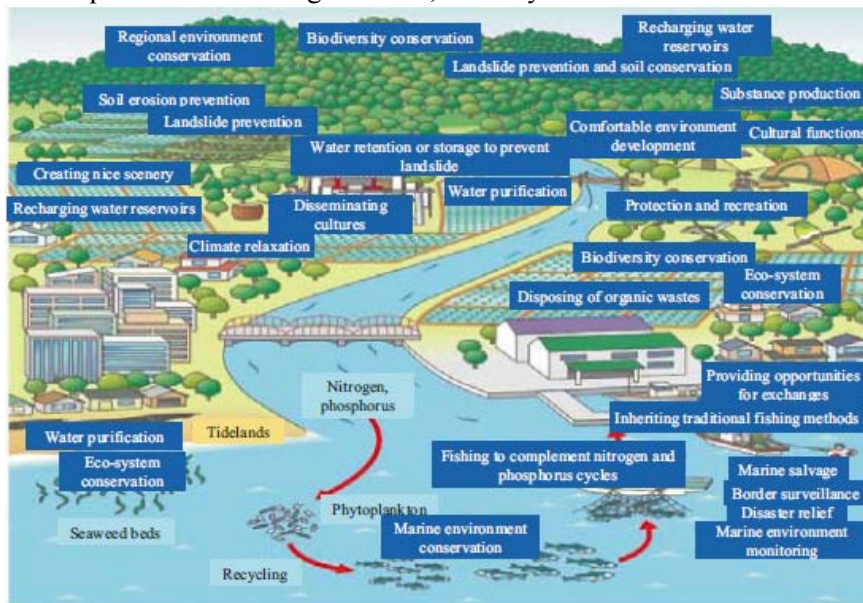 Regional environment
conservation
Biodiversity conservation
Recharging water
reservoirs
Landslide prevention and soil conservation
Soil erosion prevention
Substance production
Landslide prevention
Comfortable environment
development
Cultural functions
Water retention or storage to prevent
landslide
Creating nice scenery
Water purification
Recharging water reservoirs
Disseminating
cultures
Protection and recreation
Climate relaxation
Biodiversity conservation
Eco-system
conservation
Disposing of organic wastes
Nitrogen,
phosphorus
Providing opportunities
for exchanges
Inheriting traditional fishing methods
Water purification
Tidelands
Eco-system
conservation
Fishing to complement nitrogen and
phosphorus cycles
Marine salvage
Border surveillance
Disaster relief
Marine environment
monitoring
Seaweed beds
Phytoplankton
Marine environment
conservation
Recycling